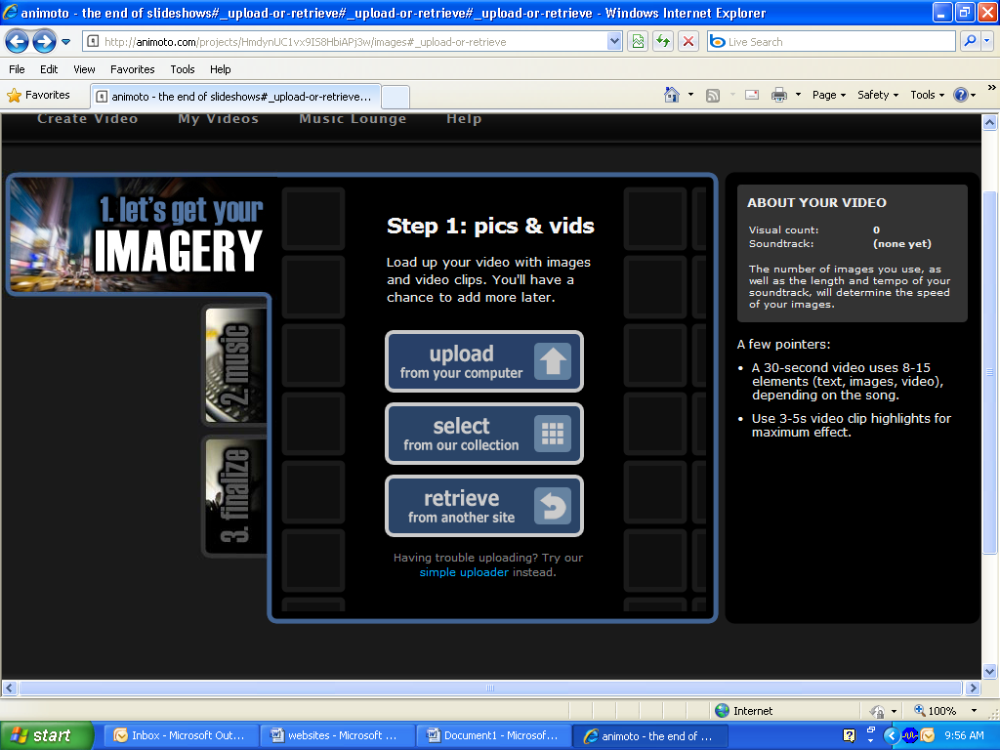 animoto - the end of slideshows#_upload-or-retrieve#_upload-or-retrieve#_upload-or-retrieve - Windows Internet Explorer
http://animoto.com/projects/HmdynUC1vx9IS8HbiAPj3w/images#_upload-or-retrieve
Live Search
File Edit View Favorites Tools Help
Favorites
animoto - the end of slideshows#_upload-or-retrieve...
Page Safety Tools
Create Video My Videos Music Lounge Help
1. let's get your
IMAGERY
2. music
3. finalize
Step 1: pics & vids
Load up your video with images
and video clips. You'll have a
chance to add more later.
upload
from your computer
select
from our collection
retrieve
from another site
Having trouble uploading? Try our
simple uploader instead.
ABOUT YOUR VIDEO
Visual count: 0
Soundtrack: (none yet)
The number of images you use, as
well as the length and tempo of your
soundtrack, will determine the speed
of your images.
A few pointers:
• A 30-second video uses 8-15
elements (text, images, video),
depending on the song.
• Use 3-5s video clip highlights for
maximum effect.
Internet
100%
start
Inbox - Microsoft Out...
websites - Microsoft ...
Document1 - Microsof...
animoto - the end of ...
9:56 AM